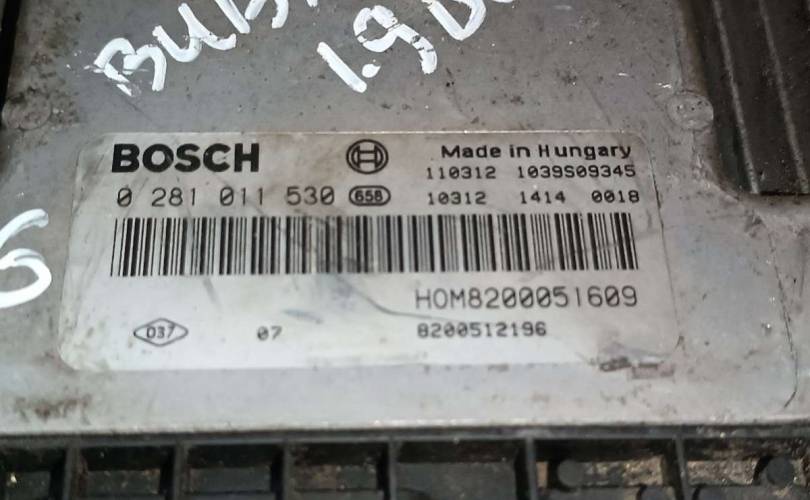 1.9
BOSCH
Made in Hungary
110312 1039S09345
0 281 011 530 658
10312 1414 0018
HOM8200051609
D37 07 8200512196